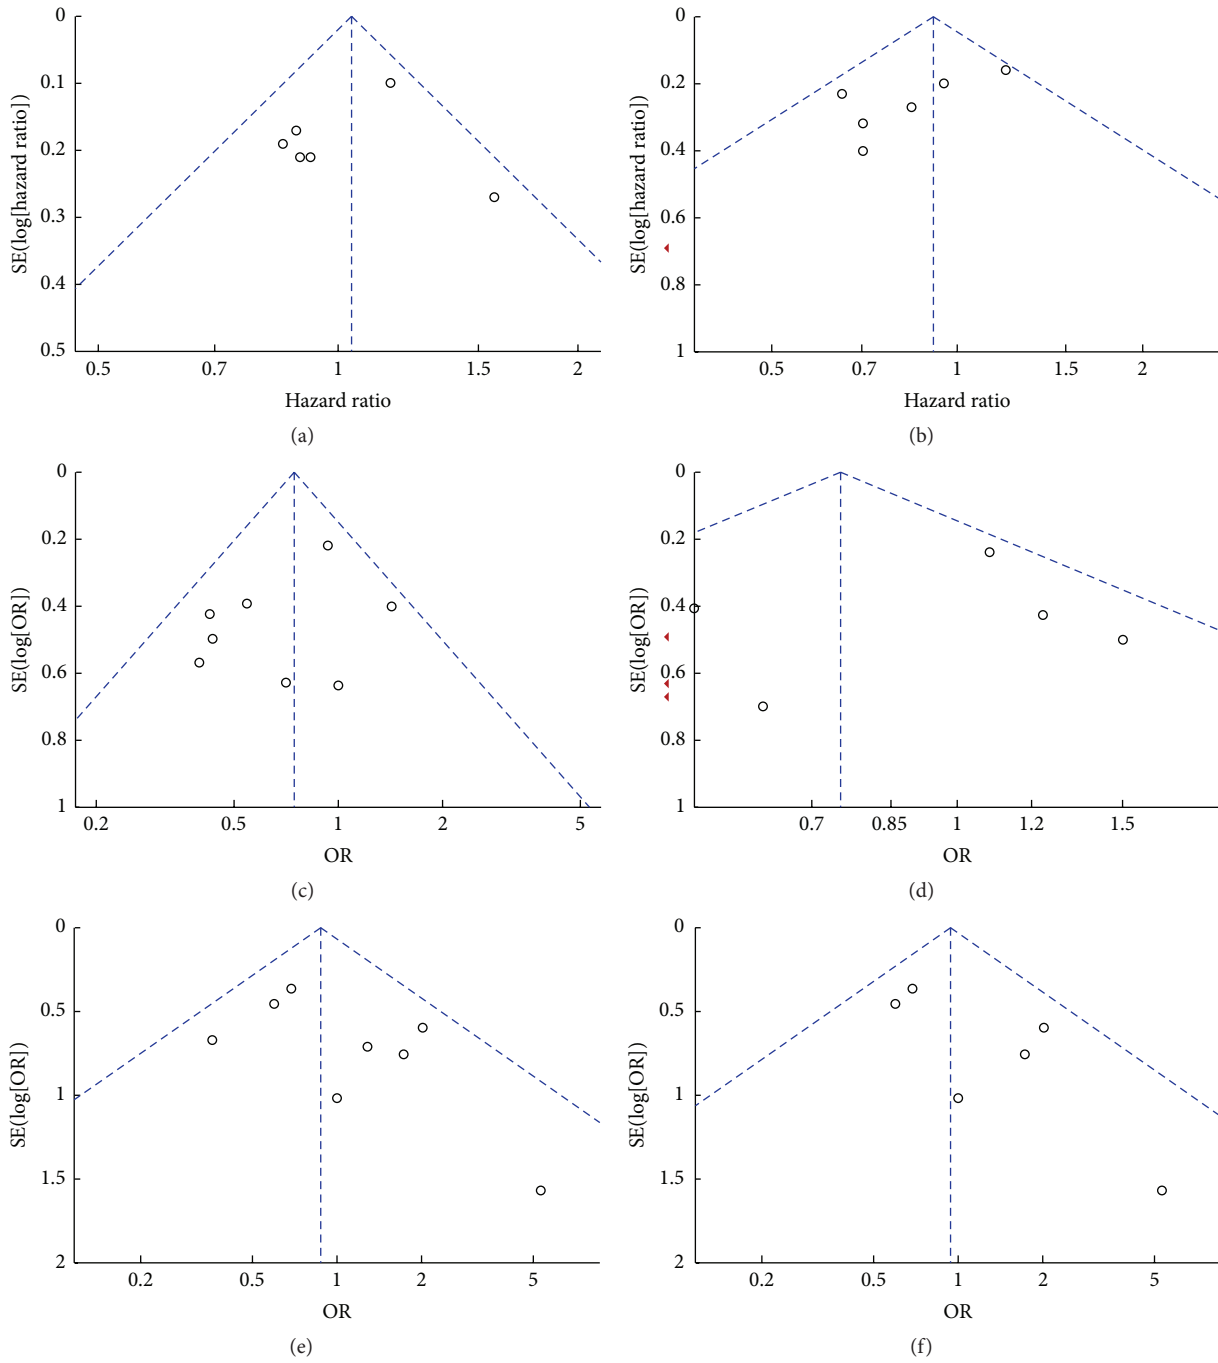 0
0.1
0.2
0.3
0.4
0.5
SE(log[hazard ratio])
0.5 0.7 1 1.5 2
Hazard ratio
(a)
0
0.2
0.4
0.6
0.8
1
SE(log[hazard ratio])
0.5 0.7 1 1.5 2
Hazard ratio
(b)
0
0.2
0.4
0.6
0.8
1
SE(log[OR])
0.2 0.5 1 2 5
OR
(c)
0
0.2
0.4
0.6
0.8
1
SE(log[OR])
0.7 0.85 1 1.2 1.5
OR
(d)
0
0.5
1
1.5
2
SE(log[OR])
0.2 0.5 1 2 5
OR
(e)
0
0.5
1
1.5
2
SE(log[OR])
0.2 0.5 1 2 5
OR
(f)